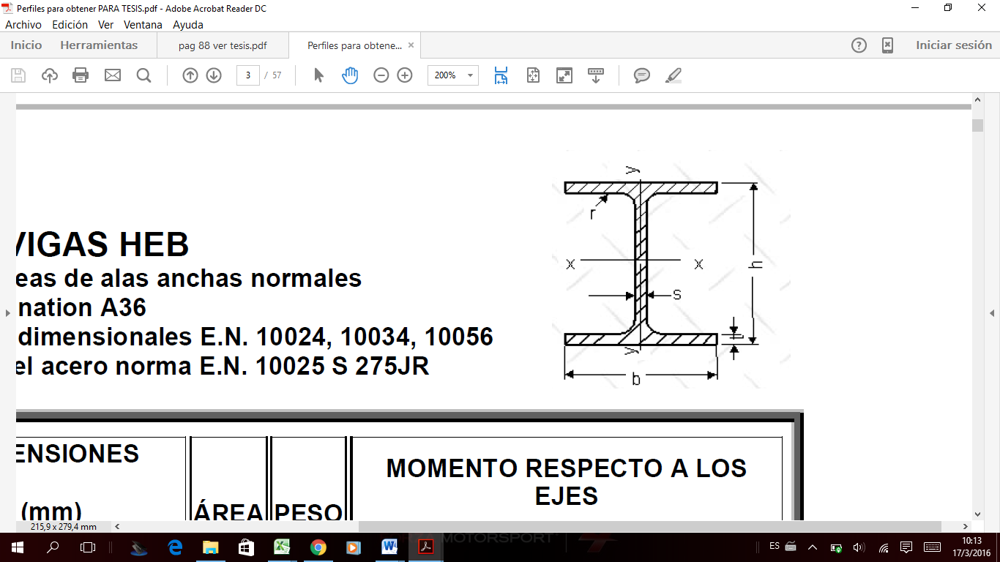 Perfiles para obtener PARA TESIS.pdf - Adobe Acrobat Reader DC
Archivo Edición Ver Ventana Ayuda
Inicio Herramientas pag 88 ver tesis.pdf Perfiles para obtene... × Iniciar sesión
3 / 57 200%
y
r
VIGAS HEB
x x h
eas de alas anchas normales
nation A36
s
dimensionales E.N. 10024, 10034, 10056
t
el acero norma E.N. 10025 S 275JR
y
b
ENSIONES
MOMENTO RESPECTO A LOS
EJES
(mm) ÁREA PESO
215,9 x 279,4 mm
MOTORSPORT
ES 10:13
17/3/2016